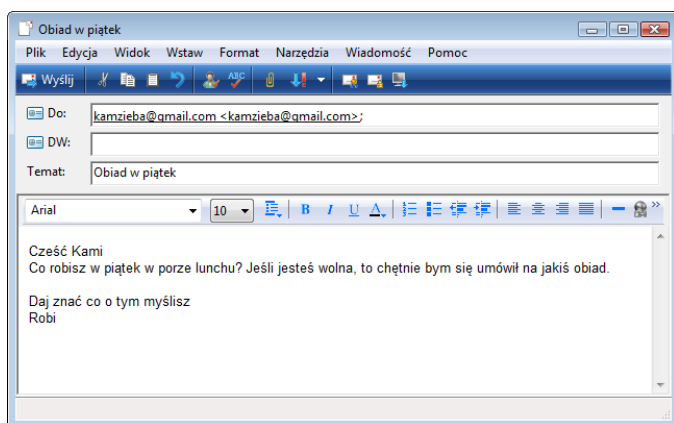 Obiad w piątek
Plik Edycja Widok Wstaw Format Narzędzia Wiadomość Pomoc
Wyślij ABC
Do: kamzieba@gmail.com <kamzieba@gmail.com>;
DW:
Temat: Obiad w piątek
Arial 10 B I U A
Cześć Kami
Co robisz w piątek w porze lunchu? Jeśli jesteś wolna, to chętnie bym się umówił na jakiś obiad.
Daj znać co o tym myślisz
Robi